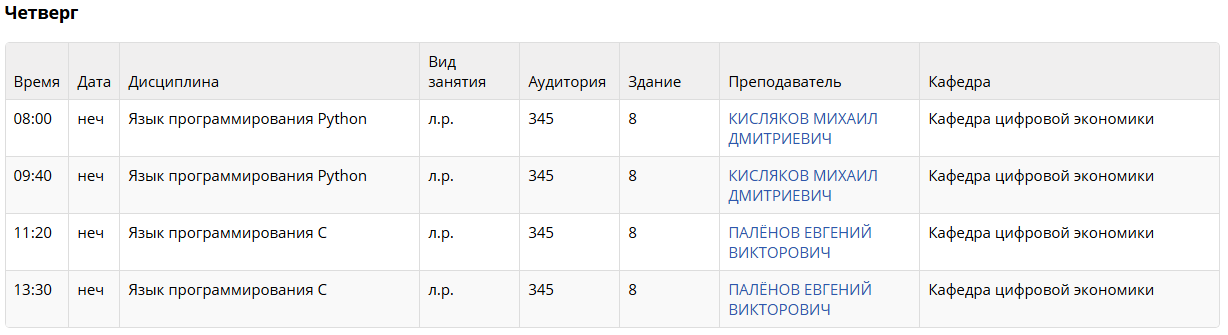 Четверг
Время Дата Дисциплина Вид занятия Аудитория Здание Преподаватель Кафедра
08:00 неч Язык программирования Python л.р. 345 8 КИСЛЯКОВ МИХАИЛ ДМИТРИЕВИЧ Кафедра цифровой экономики
09:40 неч Язык программирования Python л.р. 345 8 КИСЛЯКОВ МИХАИЛ ДМИТРИЕВИЧ Кафедра цифровой экономики
11:20 неч Язык программирования C л.р. 345 8 ПАЛЁНОВ ЕВГЕНИЙ ВИКТОРОВИЧ Кафедра цифровой экономики
13:30 неч Язык программирования C л.р. 345 8 ПАЛЁНОВ ЕВГЕНИЙ ВИКТОРОВИЧ Кафедра цифровой экономики